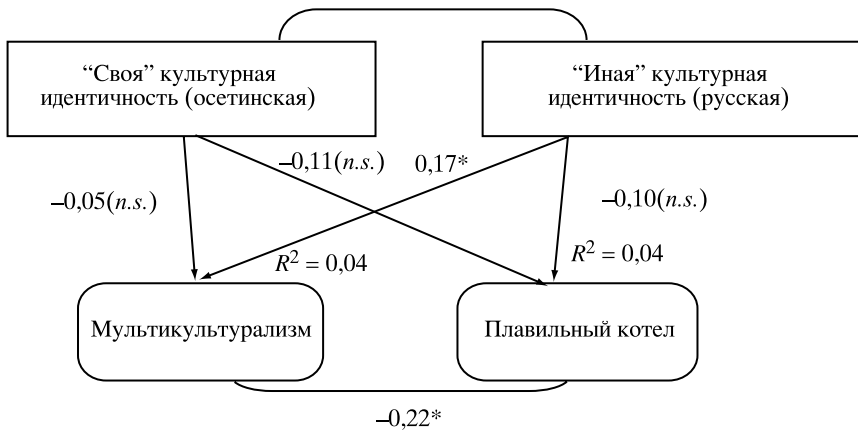 “Своя” культурная
идентичность (осетинская)
“Иная” культурная
идентичность (русская)
–0,11(n.s.)
0,17*
–0,05(n.s.)
–0,10(n.s.)
R² = 0,04
R² = 0,04
Мультикультурализм
Плавильный котел
–0,22*